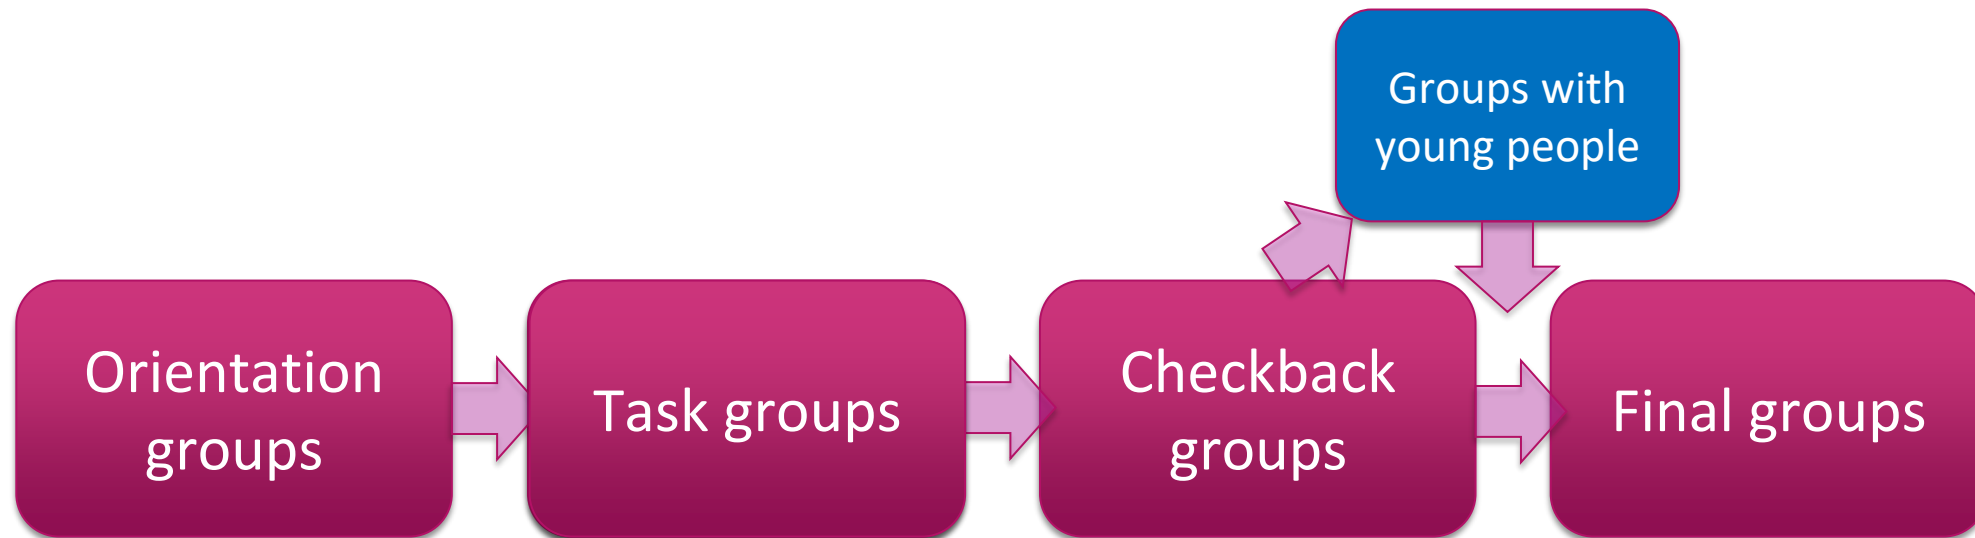 Groups with
young people
Orientation
groups
Task groups
Checkback
groups
Final groups